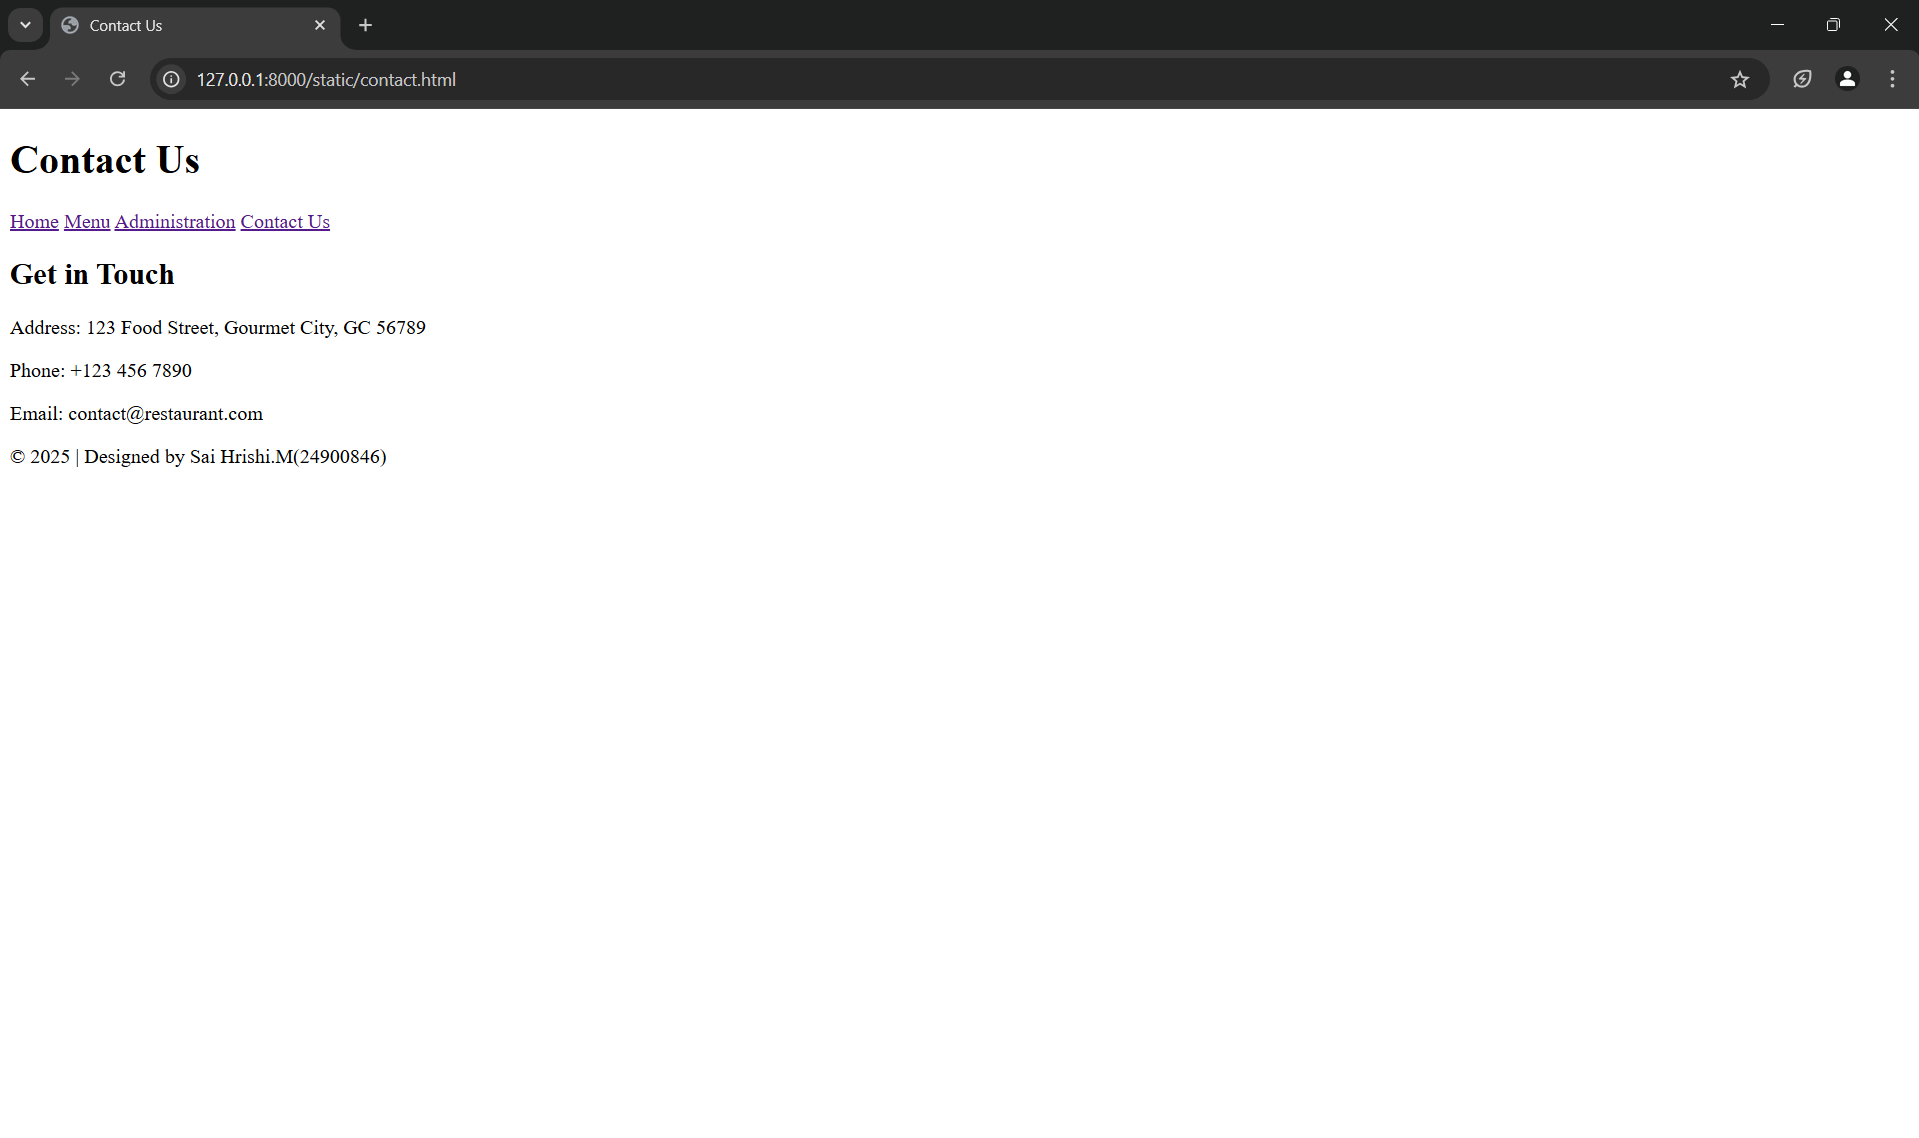 Contact Us
127.0.0.1:8000/static/contact.html
Contact Us
Home Menu Administration Contact Us
Get in Touch
Address: 123 Food Street, Gourmet City, GC 56789
Phone: +123 456 7890
Email: contact@restaurant.com
© 2025 | Designed by Sai Hrishi.M(24900846)